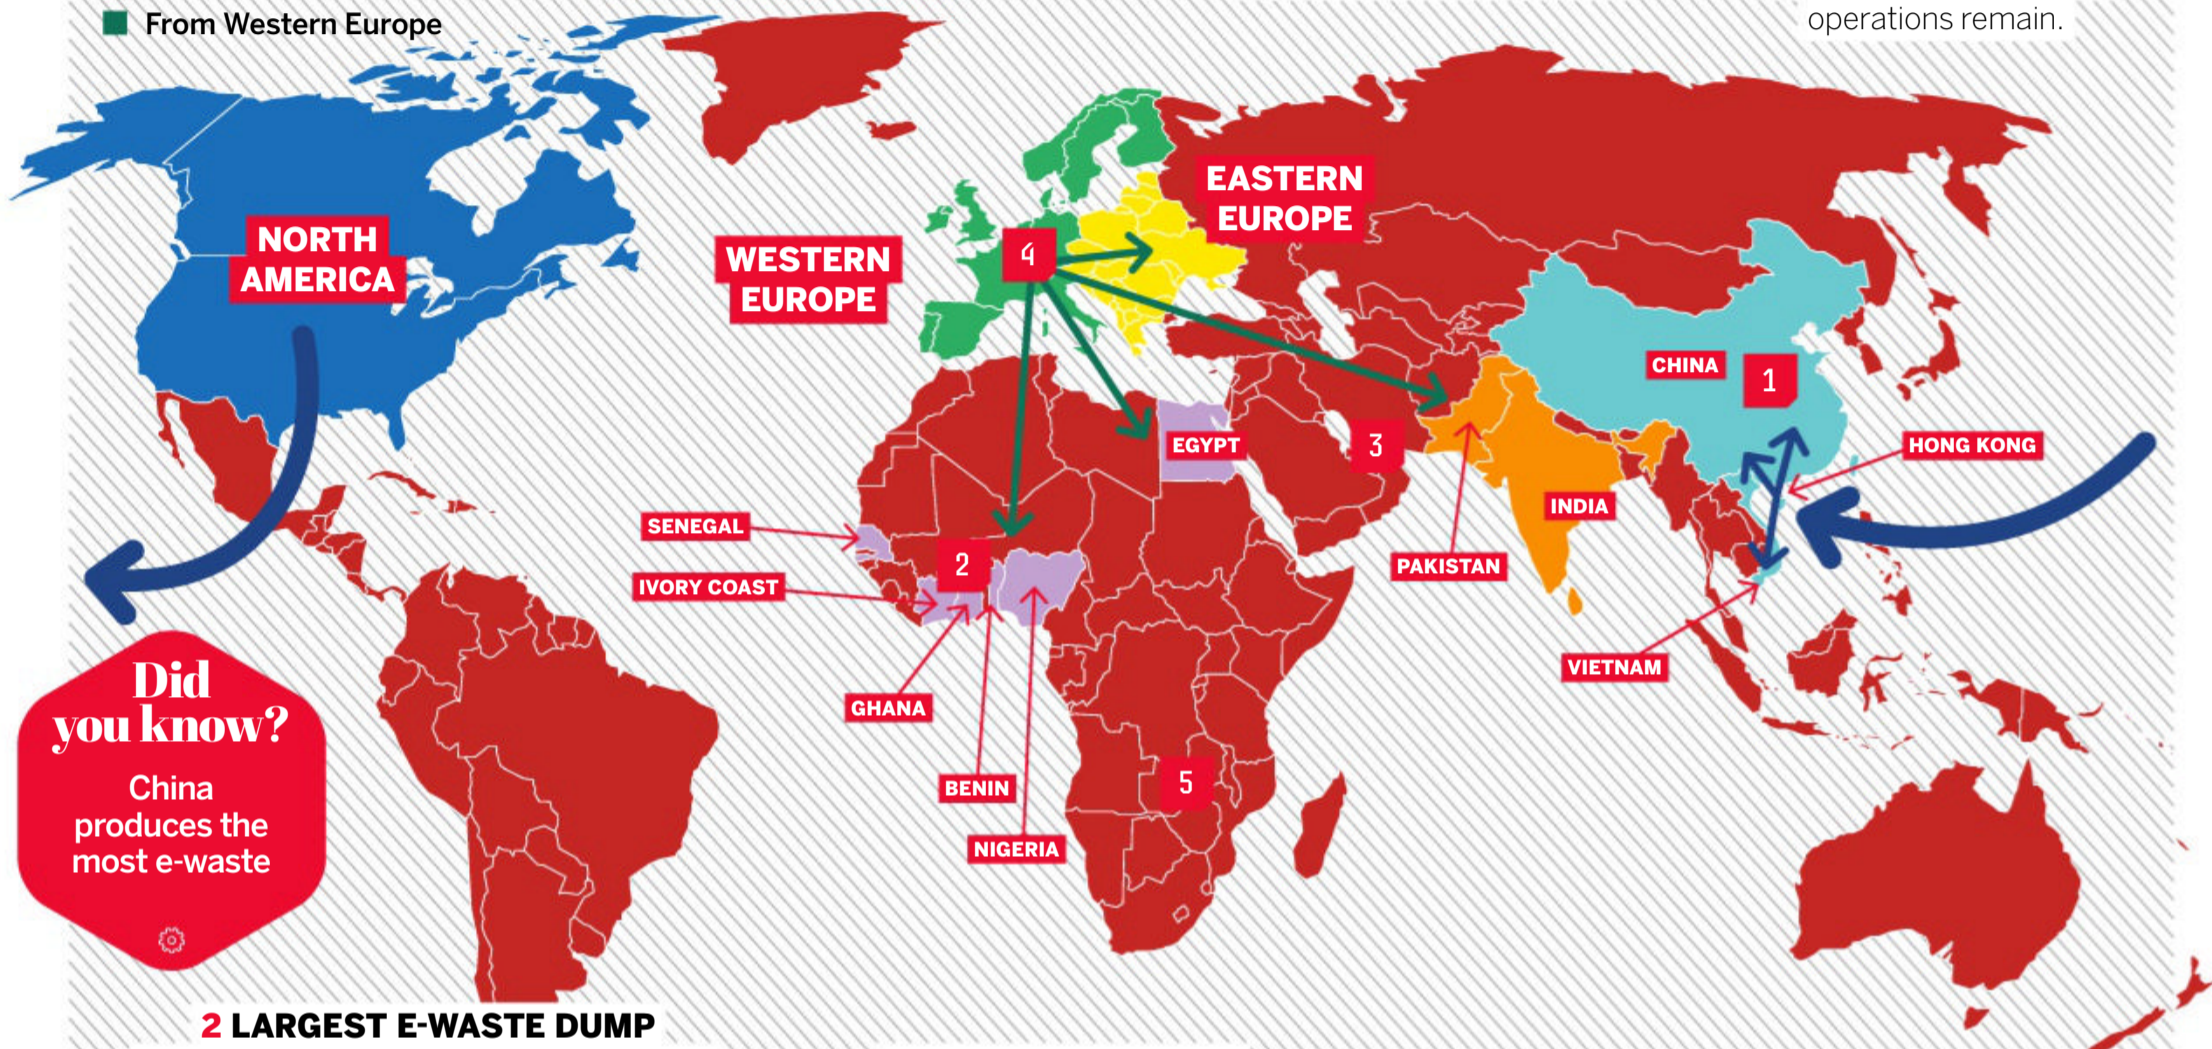 From Western Europe
operations remain.
NORTH
AMERICA
WESTERN
EUROPE
4
EASTERN
EUROPE
CHINA
1
HONG KONG
EGYPT
3
INDIA
PAKISTAN
SENEGAL
2
IVORY COAST
VIETNAM
GHANA
BENIN
5
NIGERIA
Did
you know?
China
produces the
most e-waste
2 LARGEST E-WASTE DUMP